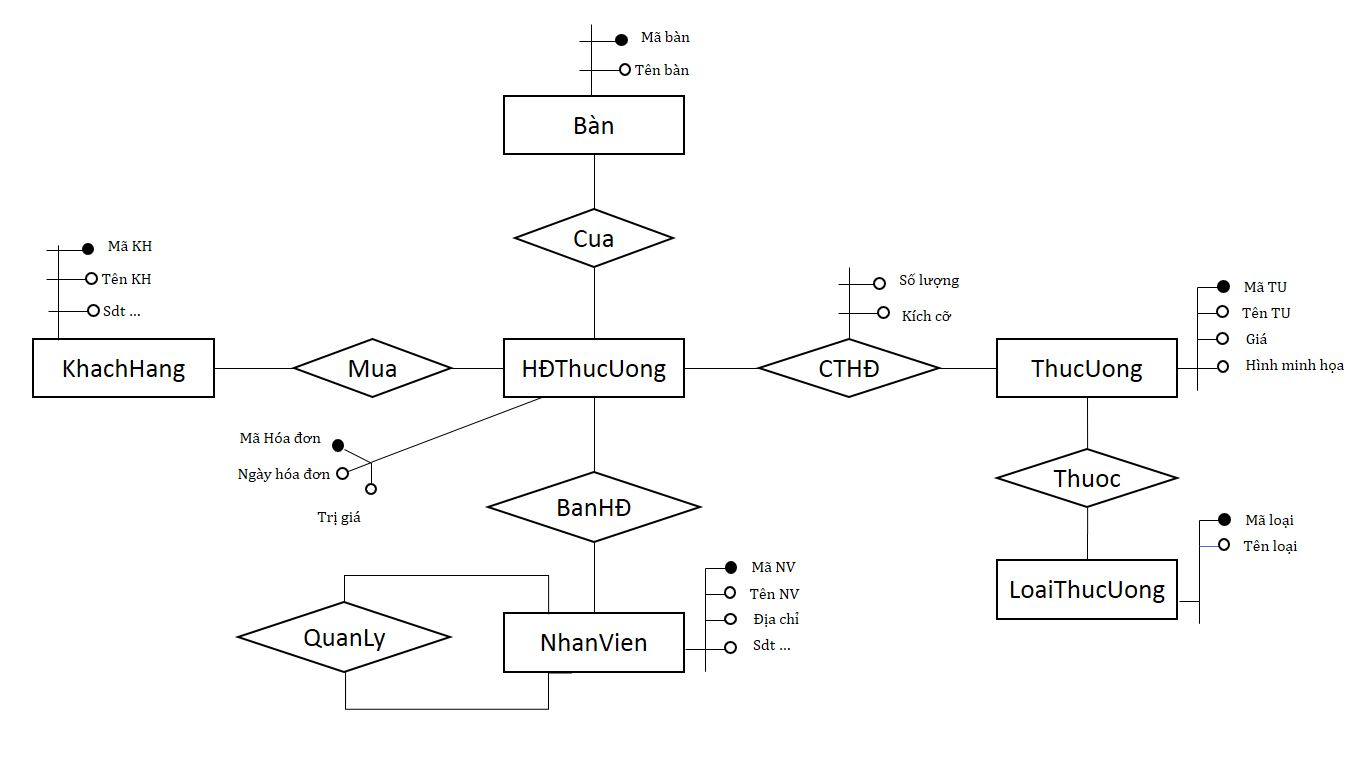 Mã bàn
Tên bàn
Bàn
Cua
Mã KH
Tên KH
Sdt ...
KhachHang
Mua
HĐThucUong
Số lượng
Kích cỡ
CTHĐ
ThucUong
Mã TU
Tên TU
Giá
Hình minh họa
Mã Hóa đơn
Ngày hóa đơn
Trị giá
BanHĐ
Thuoc
Mã loại
Tên loại
LoaiThucUong
QuanLy
NhanVien
Mã NV
Tên NV
Địa chỉ
Sdt ...